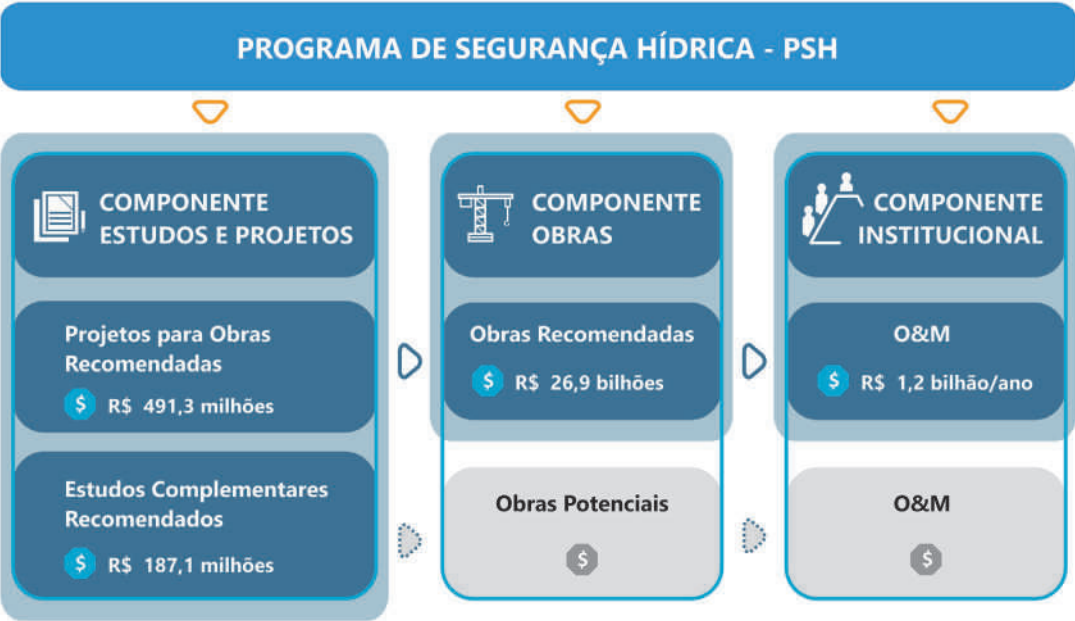 PROGRAMA DE SEGURANÇA HÍDRICA - PSH
COMPONENTE
ESTUDOS E PROJETOS
Projetos para Obras
Recomendadas
$ R$ 491,3 milhões
Estudos Complementares
Recomendados
$ R$ 187,1 milhões
COMPONENTE
OBRAS
Obras Recomendadas
$ R$ 26,9 bilhões
Obras Potenciais
$
COMPONENTE
INSTITUCIONAL
O&M
$ R$ 1,2 bilhão/ano
O&M
$